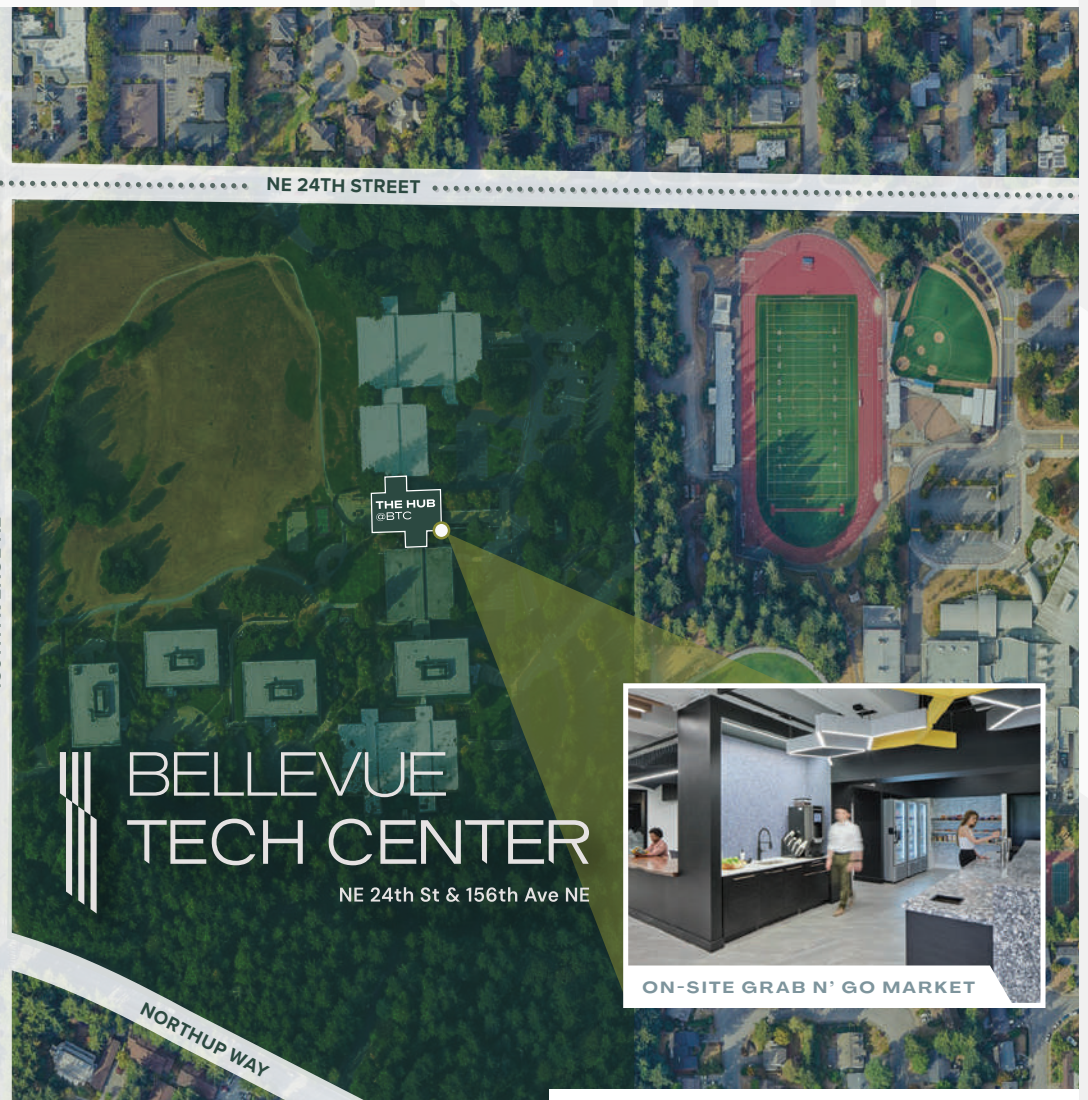 NE 24TH STREET
THE HUB
@BTC
BELLEVUE
TECH CENTER
NE 24th St & 156th Ave NE
ON-SITE GRAB N' GO MARKET
NORTHUP WAY